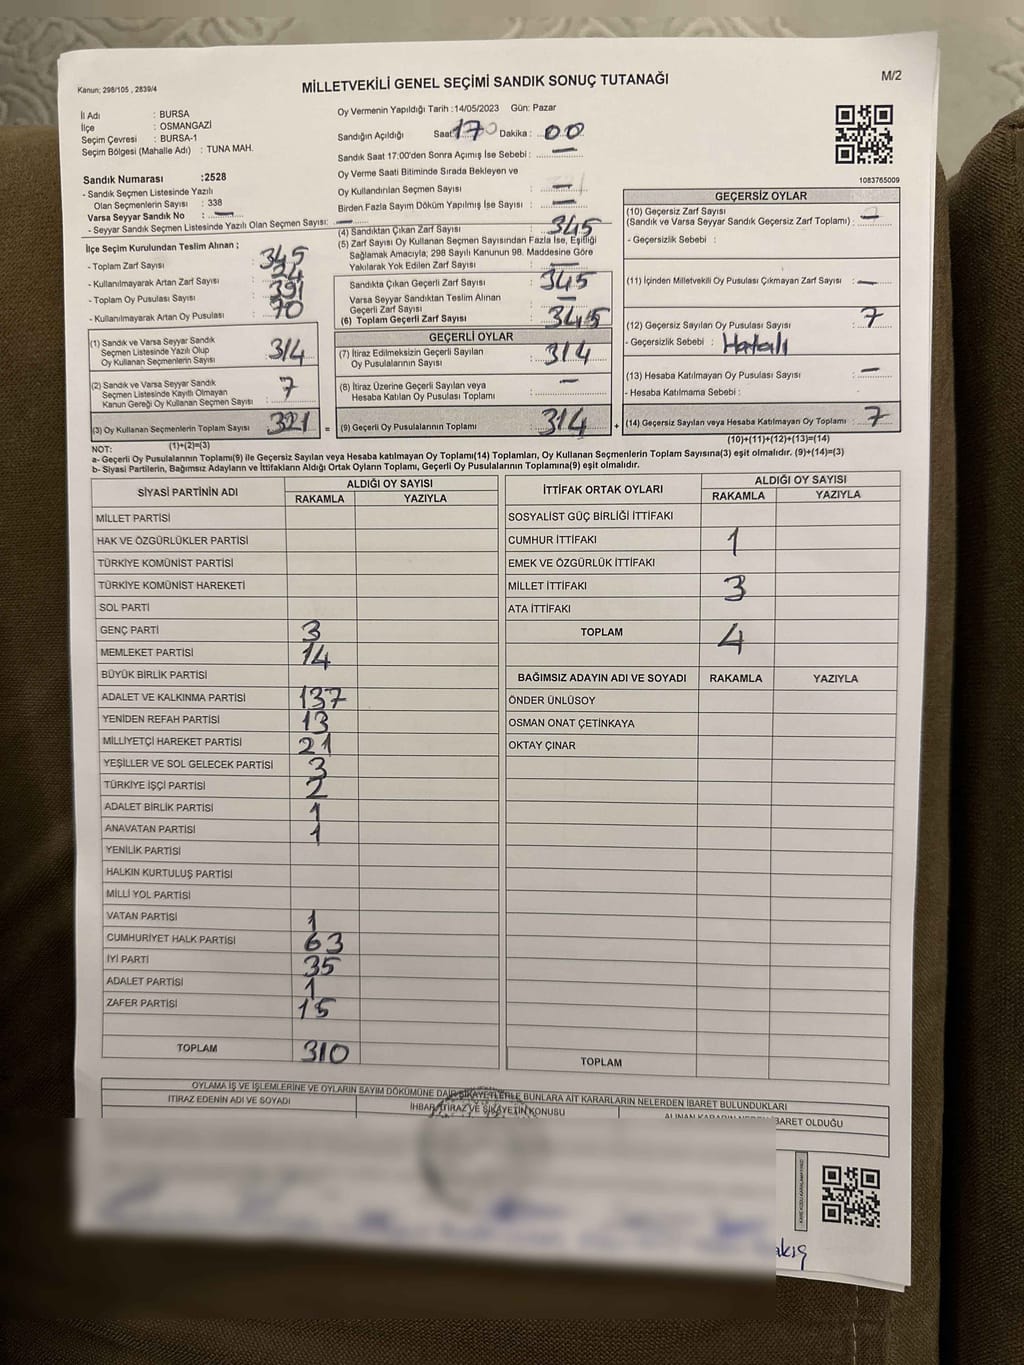 Kanun; 298/105 , 2839/4
MİLLETVEKİLİ GENEL SEÇİMİ SANDIK SONUÇ TUTANAĞI
M/2
İl Adı : BURSA
İlçe : OSMANGAZİ
Seçim Çevresi : BURSA-1
Seçim Bölgesi (Mahalle Adı) : TUNA MAH.
Sandık Numarası :2528
- Sandık Seçmen Listesinde Yazılı
Olan Seçmenlerin Sayısı : 338
Varsa Seyyar Sandık No : —
- Seyyar Sandık Seçmen Listesinde Yazılı Olan Seçmen Sayısı: —
Oy Vermenin Yapıldığı Tarih :14/05/2023 Gün: Pazar
Sandığın Açıldığı Saat 17 Dakika : 00
Sandık Saat 17:00'den Sonra Açımış İse Sebebi : —
Oy Verme Saati Bitiminde Sırada Bekleyen ve
Oy Kullandırılan Seçmen Sayısı : —
Birden Fazla Sayım Döküm Yapılmış İse Sayısı : —
1083765009
İlçe Seçim Kurulundan Teslim Alınan ;
- Toplam Zarf Sayısı : 345
- Kullanılmayarak Artan Zarf Sayısı : 24
- Toplam Oy Pusulası Sayısı : 391
- Kullanılmayarak Artan Oy Pusulası : 70
(1) Sandık ve Varsa Seyyar Sandık
Seçmen Listesinde Yazılı Olup
Oy Kullanan Seçmenlerin Sayısı : 314
(2) Sandık ve Varsa Seyyar Sandık
Seçmen Listesinde Kayıtlı Olmayan
Kanun Gereği Oy Kullanan Seçmen Sayısı : 7
(3) Oy Kullanan Seçmenlerin Toplam Sayısı : 321 =
(4) Sandıktan Çıkan Zarf Sayısı : 345
(5) Zarf Sayısı Oy Kullanan Seçmen Sayısından Fazla İse, Eşitliği
Sağlamak Amacıyla; 298 Sayılı Kanunun 98. Maddesine Göre
Yakılarak Yok Edilen Zarf Sayısı : —
Sandıkta Çıkan Geçerli Zarf Sayısı : 345
Varsa Seyyar Sandıktan Teslim Alınan
Geçerli Zarf Sayısı : —
(6) Toplam Geçerli Zarf Sayısı : 345
GEÇERLİ OYLAR
(7) İtiraz Edilmeksizin Geçerli Sayılan
Oy Pusulalarının Sayısı : 314
(8) İtiraz Üzerine Geçerli Sayılan veya
Hesaba Katılan Oy Pusulası Toplamı : —
(9) Geçerli Oy Pusulalarının Toplamı : 314 +
GEÇERSİZ OYLAR
(10) Geçersiz Zarf Sayısı
(Sandık ve Varsa Seyyar Sandık Geçersiz Zarf Toplamı) : —
- Geçersizlik Sebebi :
(11) İçinden Milletvekili Oy Pusulası Çıkmayan Zarf Sayısı : —
(12) Geçersiz Sayılan Oy Pusulası Sayısı : 7
- Geçersizlik Sebebi : Hatalı
(13) Hesaba Katılmayan Oy Pusulası Sayısı : —
- Hesaba Katılmama Sebebi :
(14) Geçersiz Sayılan veya Hesaba Katılmayan Oy Toplamı : 7
NOT: (1)+(2)=(3) (10)+(11)+(12)+(13)=(14)
a- Geçerli Oy Pusulalarının Toplamı(9) ile Geçersiz Sayılan veya Hesaba katılmayan Oy Toplamı(14) Toplamları, Oy Kullanan Seçmenlerin Toplam Sayısına(3) eşit olmalıdır. (9)+(14)=(3)
b- Siyasi Partilerin, Bağımsız Adayların ve İttifakların Aldığı Ortak Oyların Toplamı, Geçerli Oy Pusulalarının Toplamına(9) eşit olmalıdır.
SİYASİ PARTİNİN ADI ALDIĞI OY SAYISI
RAKAMLA YAZIYLA
MİLLET PARTİSİ
HAK VE ÖZGÜRLÜKLER PARTİSİ
TÜRKİYE KOMÜNİST PARTİSİ
TÜRKİYE KOMÜNİST HAREKETİ
SOL PARTİ
GENÇ PARTİ 3
MEMLEKET PARTİSİ 14
BÜYÜK BİRLİK PARTİSİ
ADALET VE KALKINMA PARTİSİ 137
YENİDEN REFAH PARTİSİ 13
MİLLİYETÇİ HAREKET PARTİSİ 21
YEŞİLLER VE SOL GELECEK PARTİSİ 3
TÜRKİYE İŞÇİ PARTİSİ 2
ADALET BİRLİK PARTİSİ 1
ANAVATAN PARTİSİ 1
YENİLİK PARTİSİ
HALKIN KURTULUŞ PARTİSİ
MİLLİ YOL PARTİSİ
VATAN PARTİSİ 1
CUMHURİYET HALK PARTİSİ 63
İYİ PARTİ 35
ADALET PARTİSİ 1
ZAFER PARTİSİ 15
TOPLAM 310
İTTİFAK ORTAK OYLARI ALDIĞI OY SAYISI
RAKAMLA YAZIYLA
SOSYALİST GÜÇ BİRLİĞİ İTTİFAKI
CUMHUR İTTİFAKI 1
EMEK VE ÖZGÜRLÜK İTTİFAKI
MİLLET İTTİFAKI 3
ATA İTTİFAKI
TOPLAM 4
BAĞIMSIZ ADAYIN ADI VE SOYADI RAKAMLA YAZIYLA
ÖNDER ÜNLÜSOY
OSMAN ONAT ÇETİNKAYA
OKTAY ÇINAR
TOPLAM
OYLAMA İŞ VE İŞLEMLERİNE VE OYLARIN SAYIM DÖKÜMÜNE DAİR ŞİKAYETLERLE BUNLARA AİT KARARLARIN NELERDEN İBARET BULUNDUKLARI
İTİRAZ EDENİN ADI VE SOYADI
İHBAR, İTİRAZ VE ŞİKAYETİN KONUSU
ALINAN KARARIN İBARET OLDUĞU